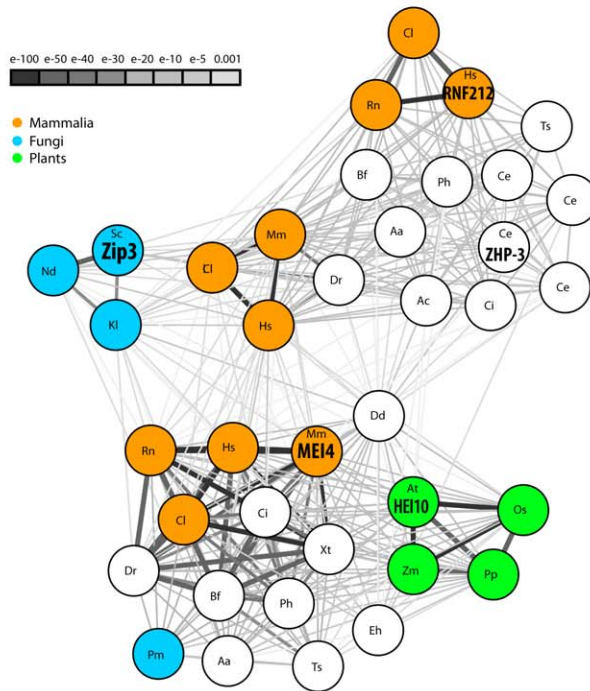 e-100 e-50 e-40 e-30 e-20 e-10 e-5 0.001
Mammalia
Fungi
Plants
Cl
Hs
RNF212
Rn
Ts
Bf
Ph
Ce
Ce
Sc
Zip3
Mm
Aa
Ce
ZHP-3
Nd
Cl
Dr
Ce
Kl
Hs
Ac
Ci
Dd
Rn
Hs
Mm
MEI4
At
HEI10
Os
Cl
Ci
Xt
Dr
Zm
Pp
Bf
Ph
Eh
Pm
Aa
Ts